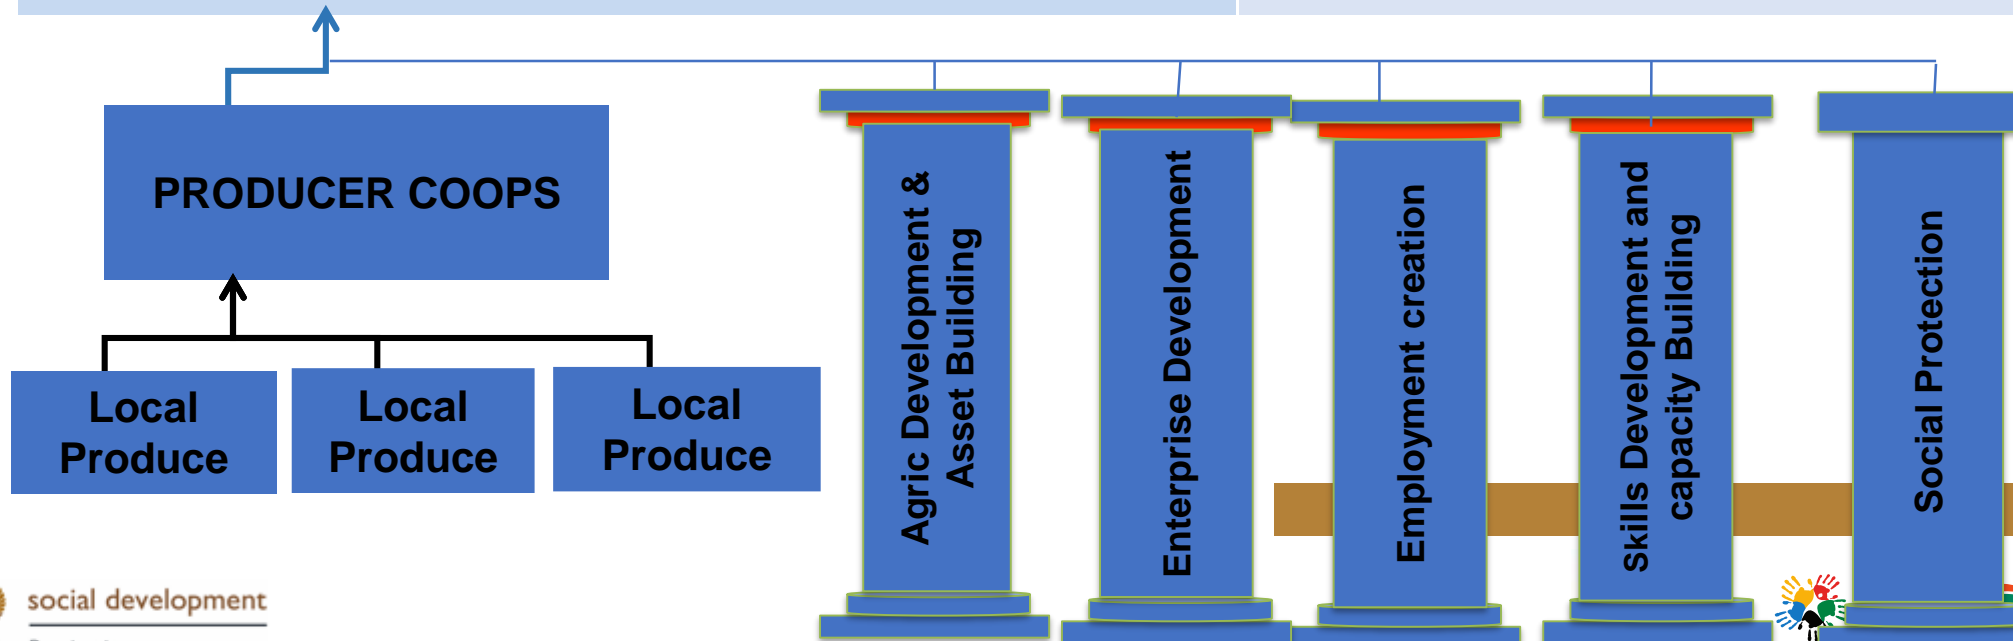 PRODUCER COOPS
Local
Produce
Local
Produce
Local
Produce
Agric Development &
Asset Building
Enterprise Development
Employment creation
Skills Development and
capacity Building
Social Protection
social development